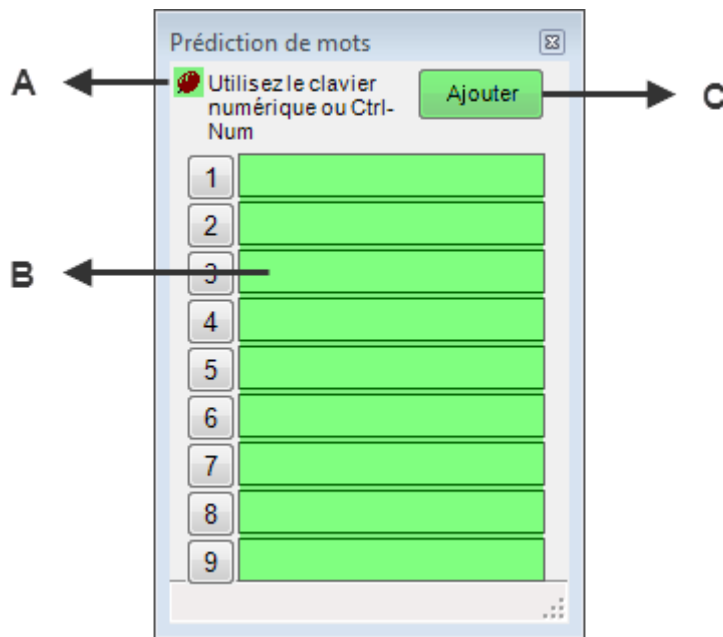 Prédiction de mots
A
Utilisez le clavier
numérique ou Ctrl-
Num
Ajouter
C
1
2
B
3
4
5
6
7
8
9